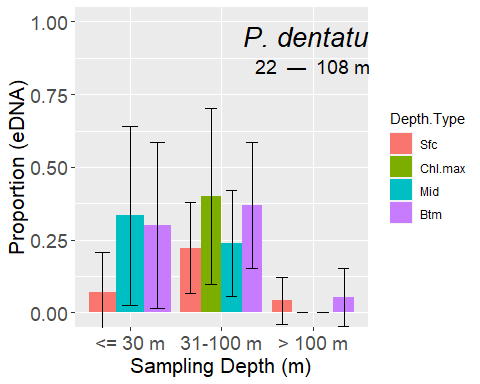 P. dentatu
22 — 108 m
1.00
0.75
0.50
0.25
0.00
Proportion (eDNA)
<= 30 m
31-100 m
> 100 m
Sampling Depth (m)
Depth.Type
Sfc
Chl.max
Mid
Btm